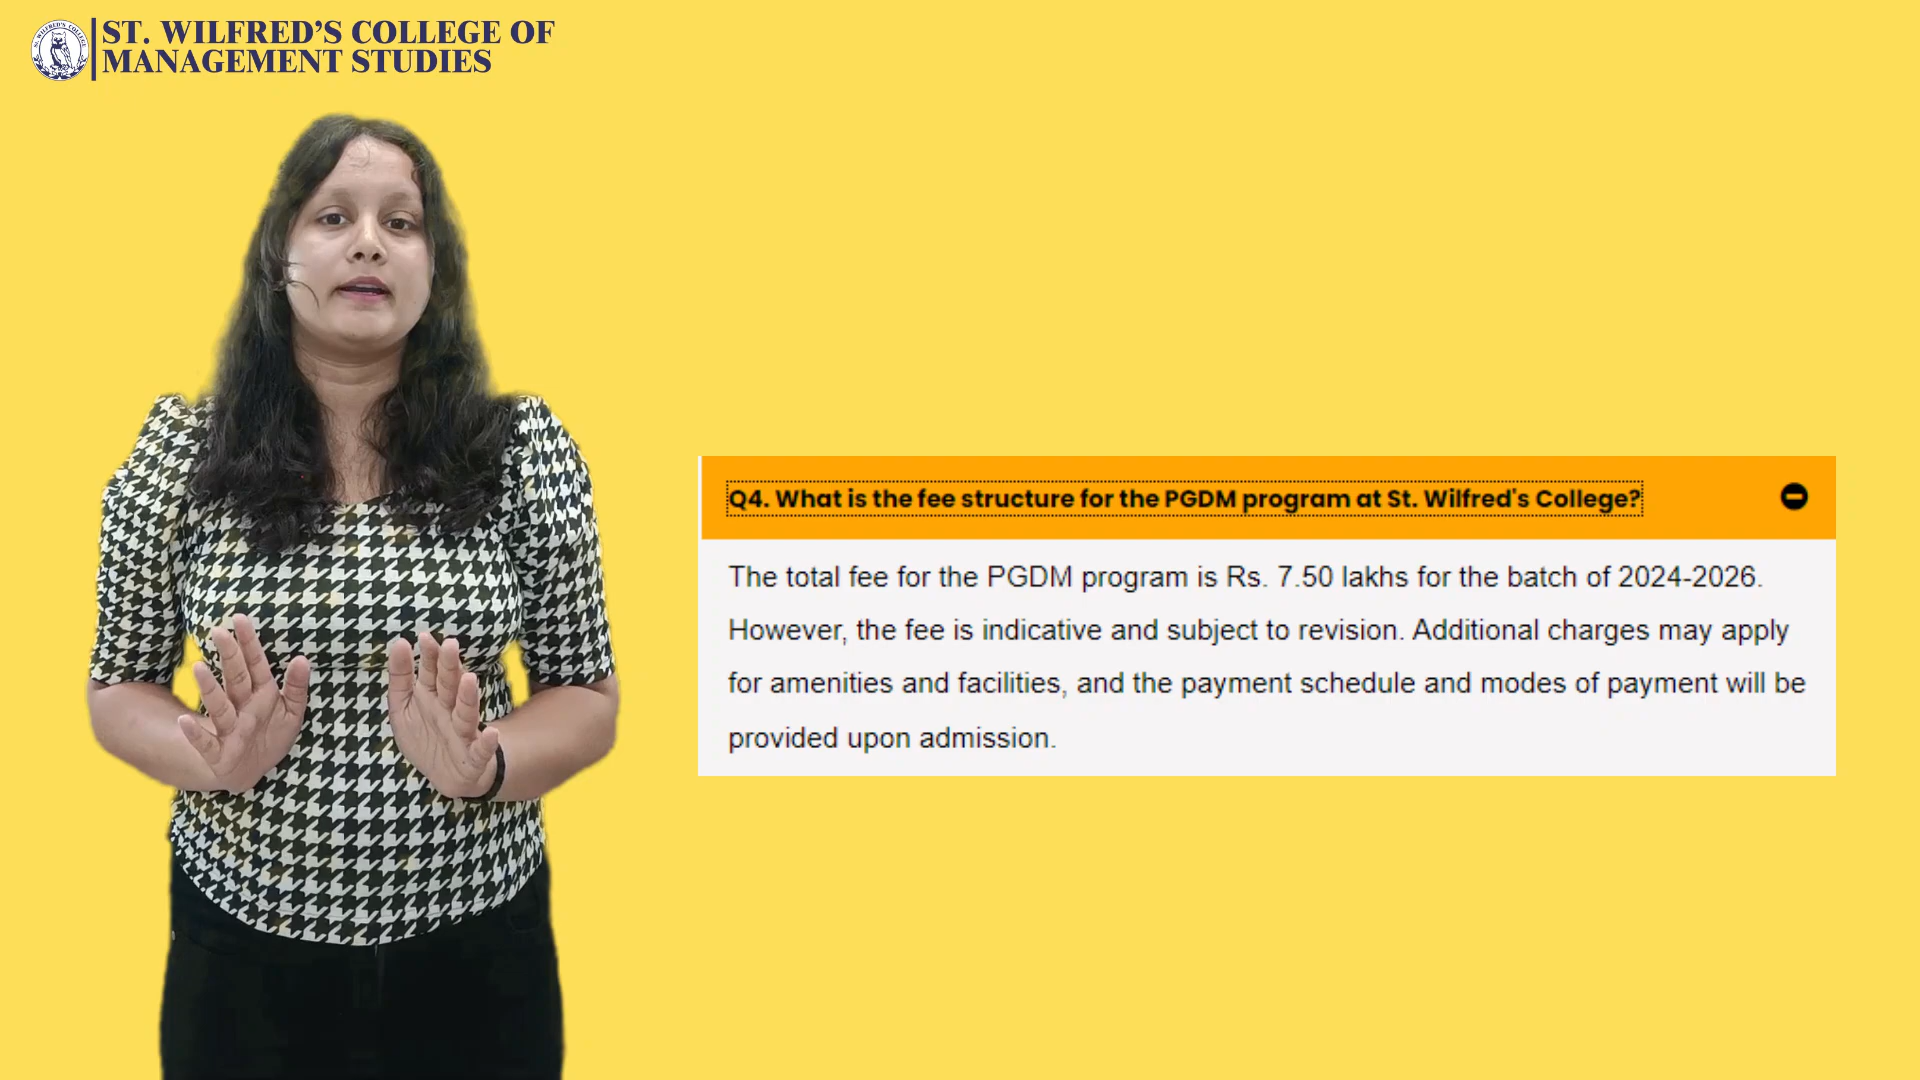 ST. WILFRED'S COLLEGE OF
MANAGEMENT STUDIES
Q4. What is the fee structure for the PGDM program at St. Wilfred's College?
The total fee for the PGDM program is Rs. 7.50 lakhs for the batch of 2024-2026.
However, the fee is indicative and subject to revision. Additional charges may apply
for amenities and facilities, and the payment schedule and modes of payment will be
provided upon admission.